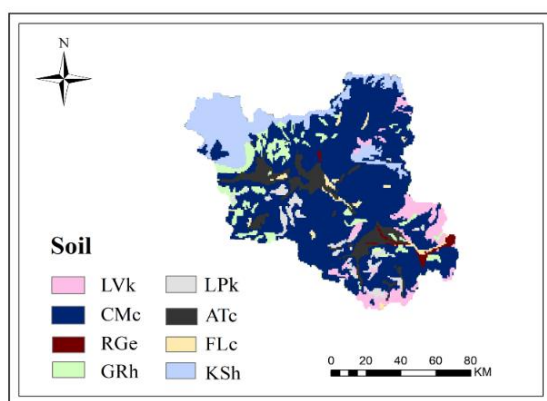 N
Soil
LVk LPk
CMc ATc
RGe FLc
GRh KSh
0 20 40 60 80
KM